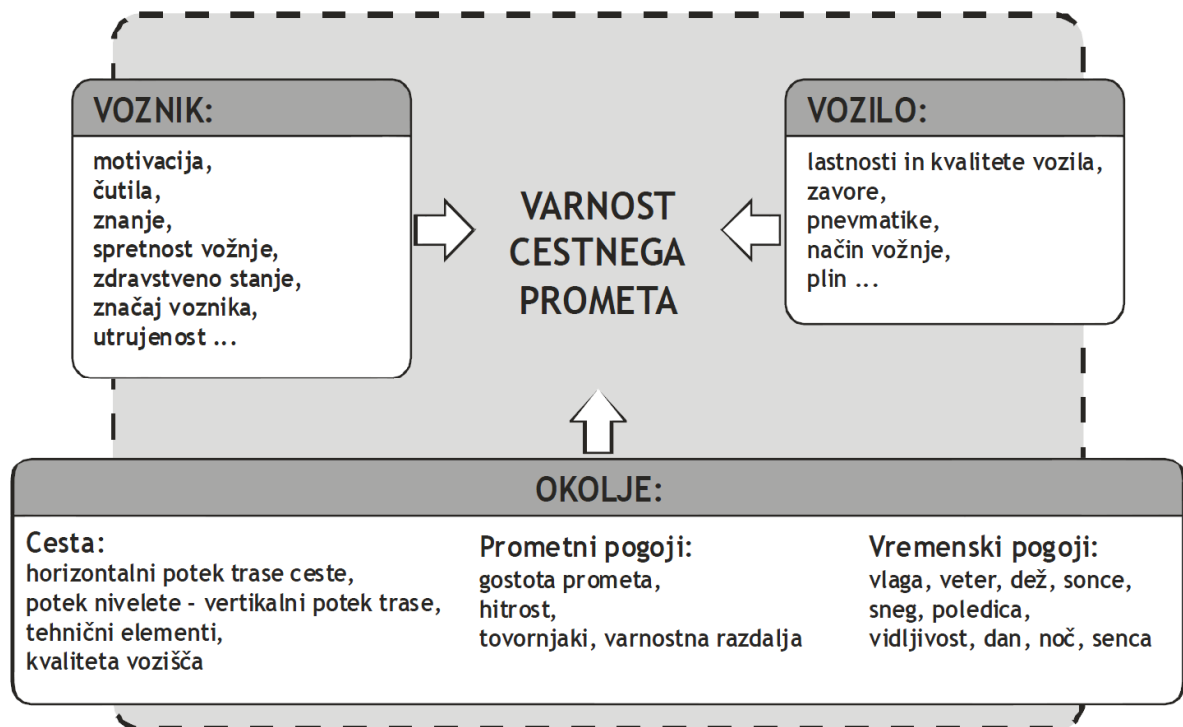 VOZNIK:
motivacija,
čutila,
znanje,
spretnost vožnje,
zdravstveno stanje,
značaj voznika,
utrujenost ...
VARNOST
CESTNEGA
PROMETA
VOZILO:
lastnosti in kvalitete vozila,
zavore,
pnevmatike,
način vožnje,
plin ...
OKOLJE:
Cesta:
horizontalni potek trase ceste,
potek nivelete - vertikalni potek trase,
tehnični elementi,
kvaliteta vozišča
Prometni pogoji:
gostota prometa,
hitrost,
tovornjaki, varnostna razdalja
Vremenski pogoji:
vlaga, veter, dež, sonce,
sneg, poledica,
vidljivost, dan, noč, senca